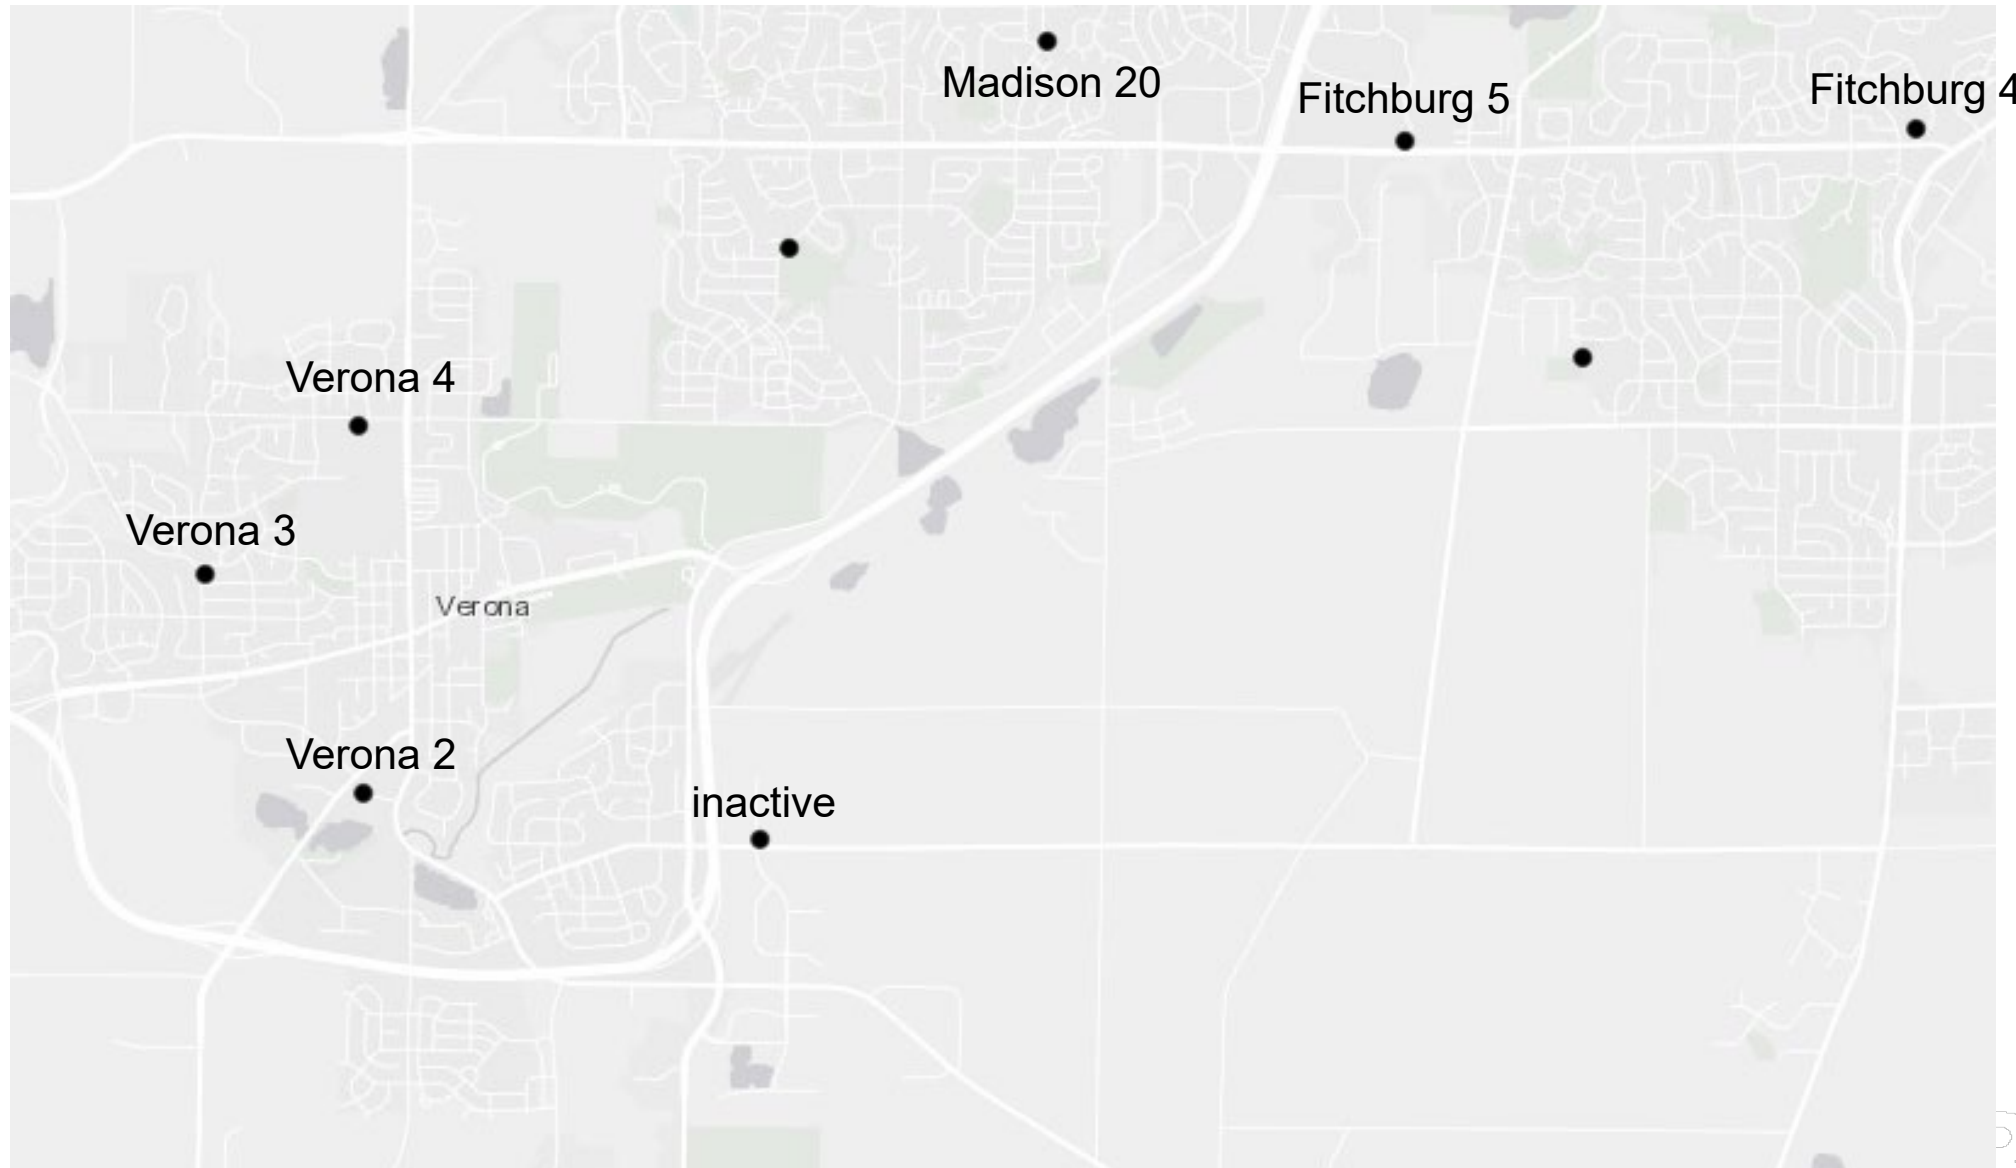 Madison 20
Fitchburg 5
Fitchburg 4
Verona 4
Verona 3
Verona
Verona 2
inactive